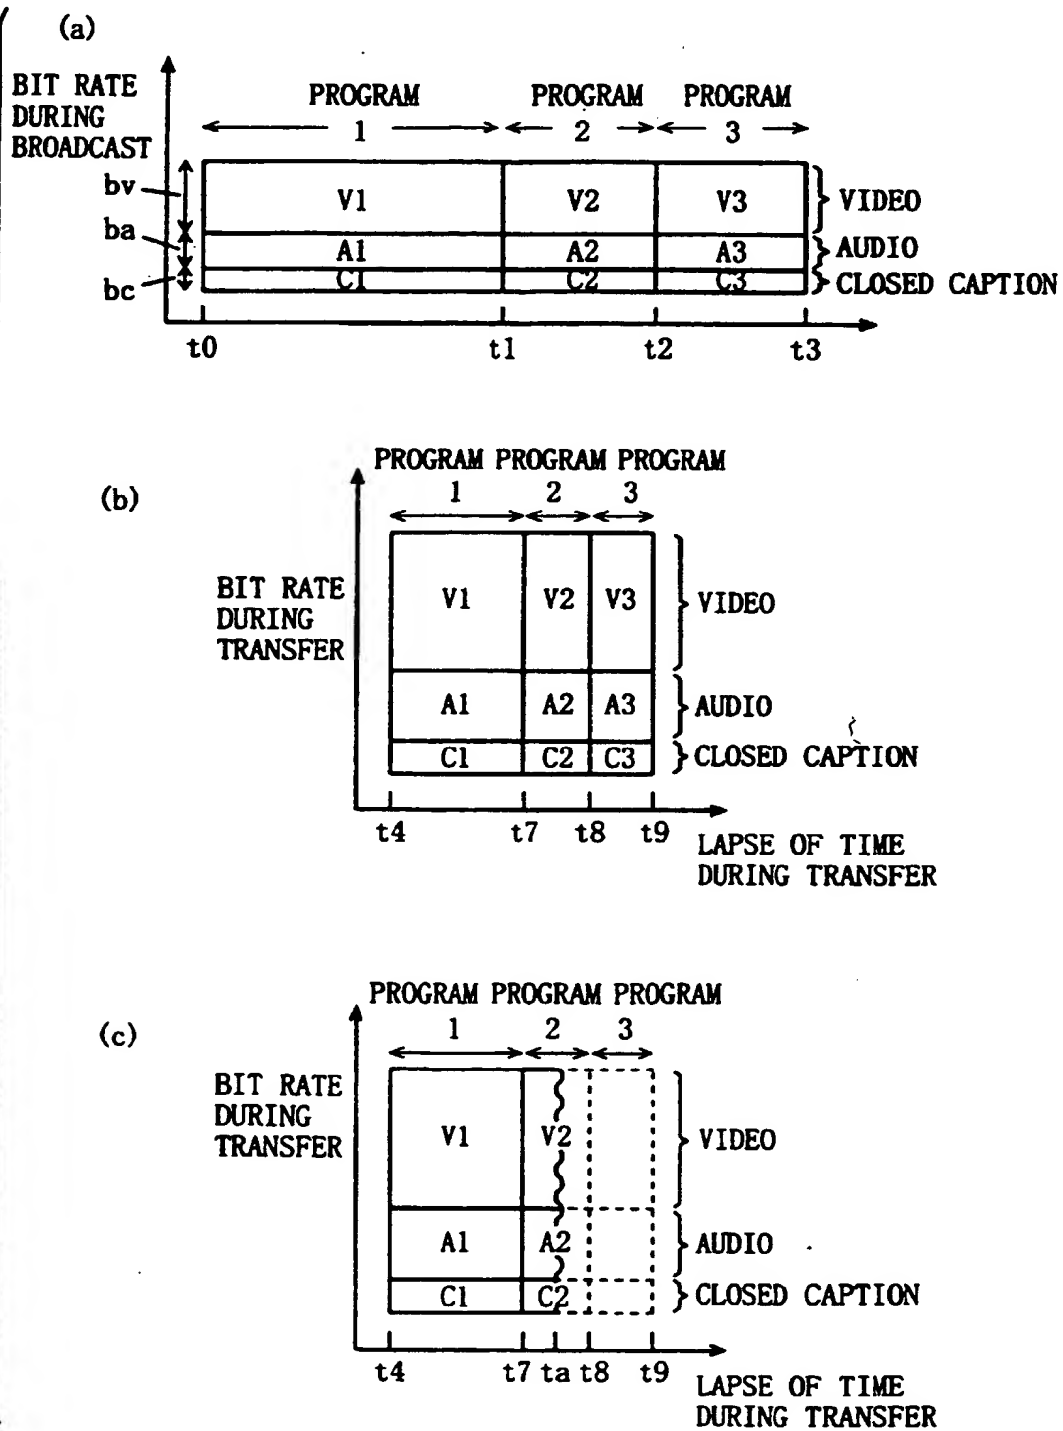 (a)
BIT RATE
DURING
BROADCAST
PROGRAM PROGRAM PROGRAM
1 2 3
bv
ba
bc
V1 V2 V3 VIDEO
A1 A2 A3 AUDIO
C1 C2 C3 CLOSED CAPTION
t0 t1 t2 t3
(b)
PROGRAM PROGRAM PROGRAM
1 2 3
BIT RATE
DURING
TRANSFER
V1 V2 V3 VIDEO
A1 A2 A3 AUDIO
C1 C2 C3 CLOSED CAPTION
t4 t7 t8 t9
LAPSE OF TIME
DURING TRANSFER
(c)
PROGRAM PROGRAM PROGRAM
1 2 3
BIT RATE
DURING
TRANSFER
V1 V2 VIDEO
A1 A2 AUDIO
C1 C2 CLOSED CAPTION
t4 t7 ta t8 t9
LAPSE OF TIME
DURING TRANSFER